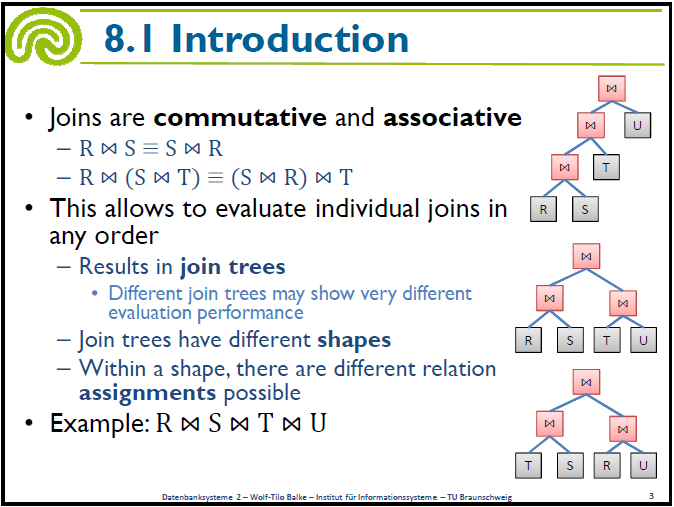 8.1 Introduction
• Joins are commutative and associative
– R ⋈ S ≡ S ⋈ R
– R ⋈ (S ⋈ T) ≡ (S ⋈ R) ⋈ T
• This allows to evaluate individual joins in
any order
– Results in join trees
• Different join trees may show very different
evaluation performance
– Join trees have different shapes
– Within a shape, there are different relation
assignments possible
• Example: R ⋈ S ⋈ T ⋈ U
⋈
⋈ U
⋈ T
R S
⋈
⋈ ⋈
R S T U
⋈
⋈ ⋈
T S R U
Datenbanksysteme 2 – Wolf-Tilo Balke – Institut für Informationssysteme – TU Braunschweig
3